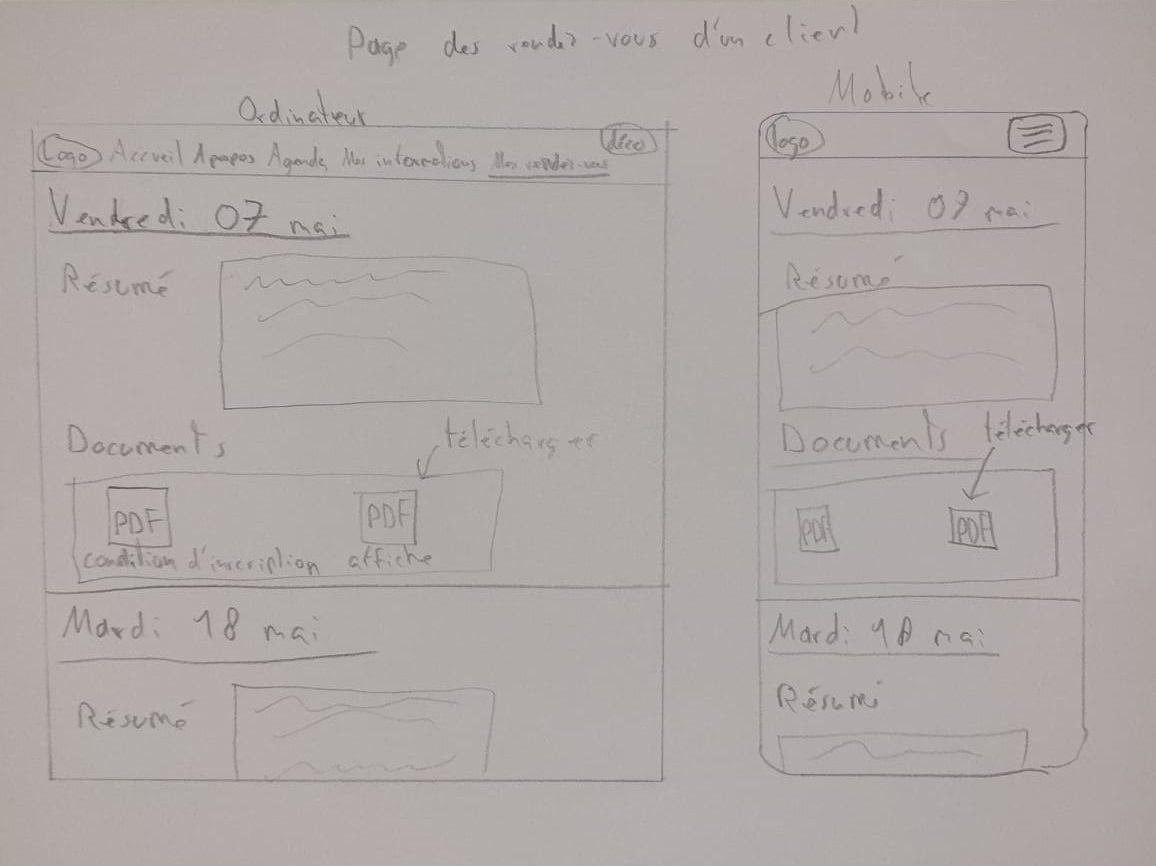 Page des rendez-vous d'un client
Ordinateur
Logo Accueil Apropos Agenda Mes informations Mes rendez-vous déco
Vendredi 07 mai
Résumé
Documents
télécharger
PDF PDF
condition d'inscription affiche
Mardi 18 mai
Résumé
Mobile
logo
Vendredi 07 mai
Résumé
Documents télécharger
PDF PDF
Mardi 18 mai
Résumé